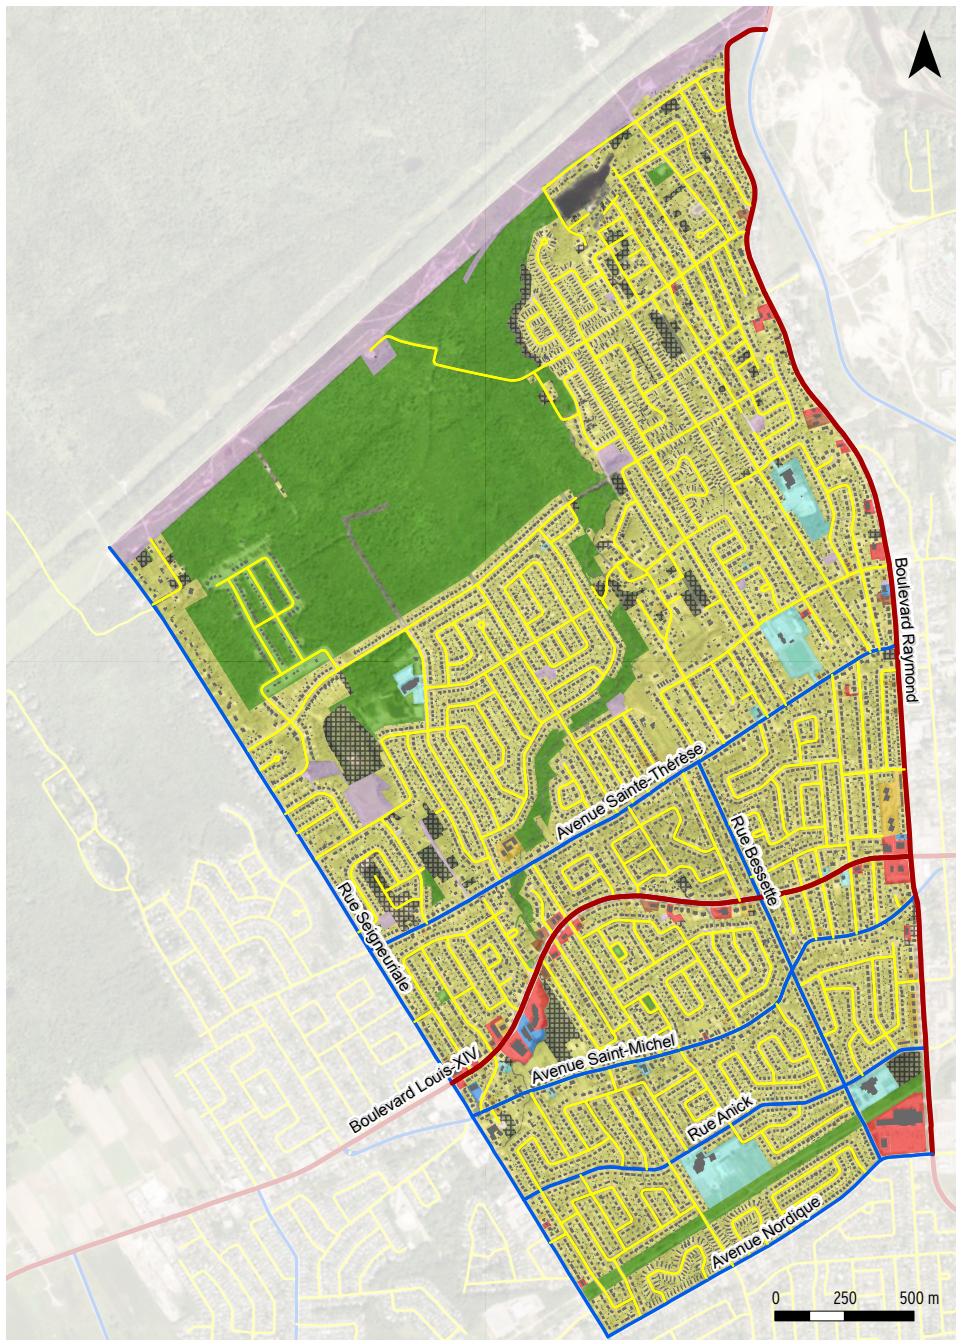 Boulevard Raymond
Avenue Sainte-Thérèse
Rue Bessette
Rue Seigneuriale
Avenue Saint-Michel
Boulevard Louis-XIV
Rue Anick
Avenue Nordique
0 250 500 m